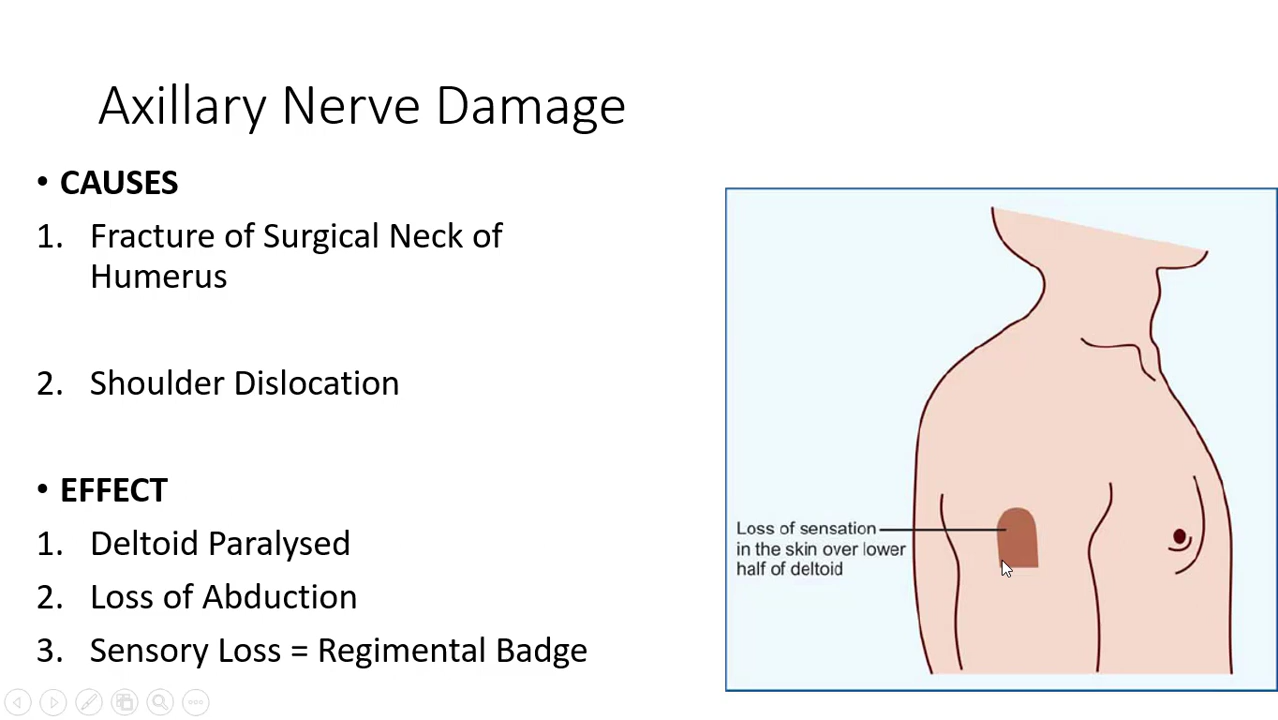 Axillary Nerve Damage
• CAUSES
1. Fracture of Surgical Neck of
Humerus
2. Shoulder Dislocation
• EFFECT
1. Deltoid Paralysed
2. Loss of Abduction
3. Sensory Loss = Regimental Badge
Loss of sensation
in the skin over lower
half of deltoid